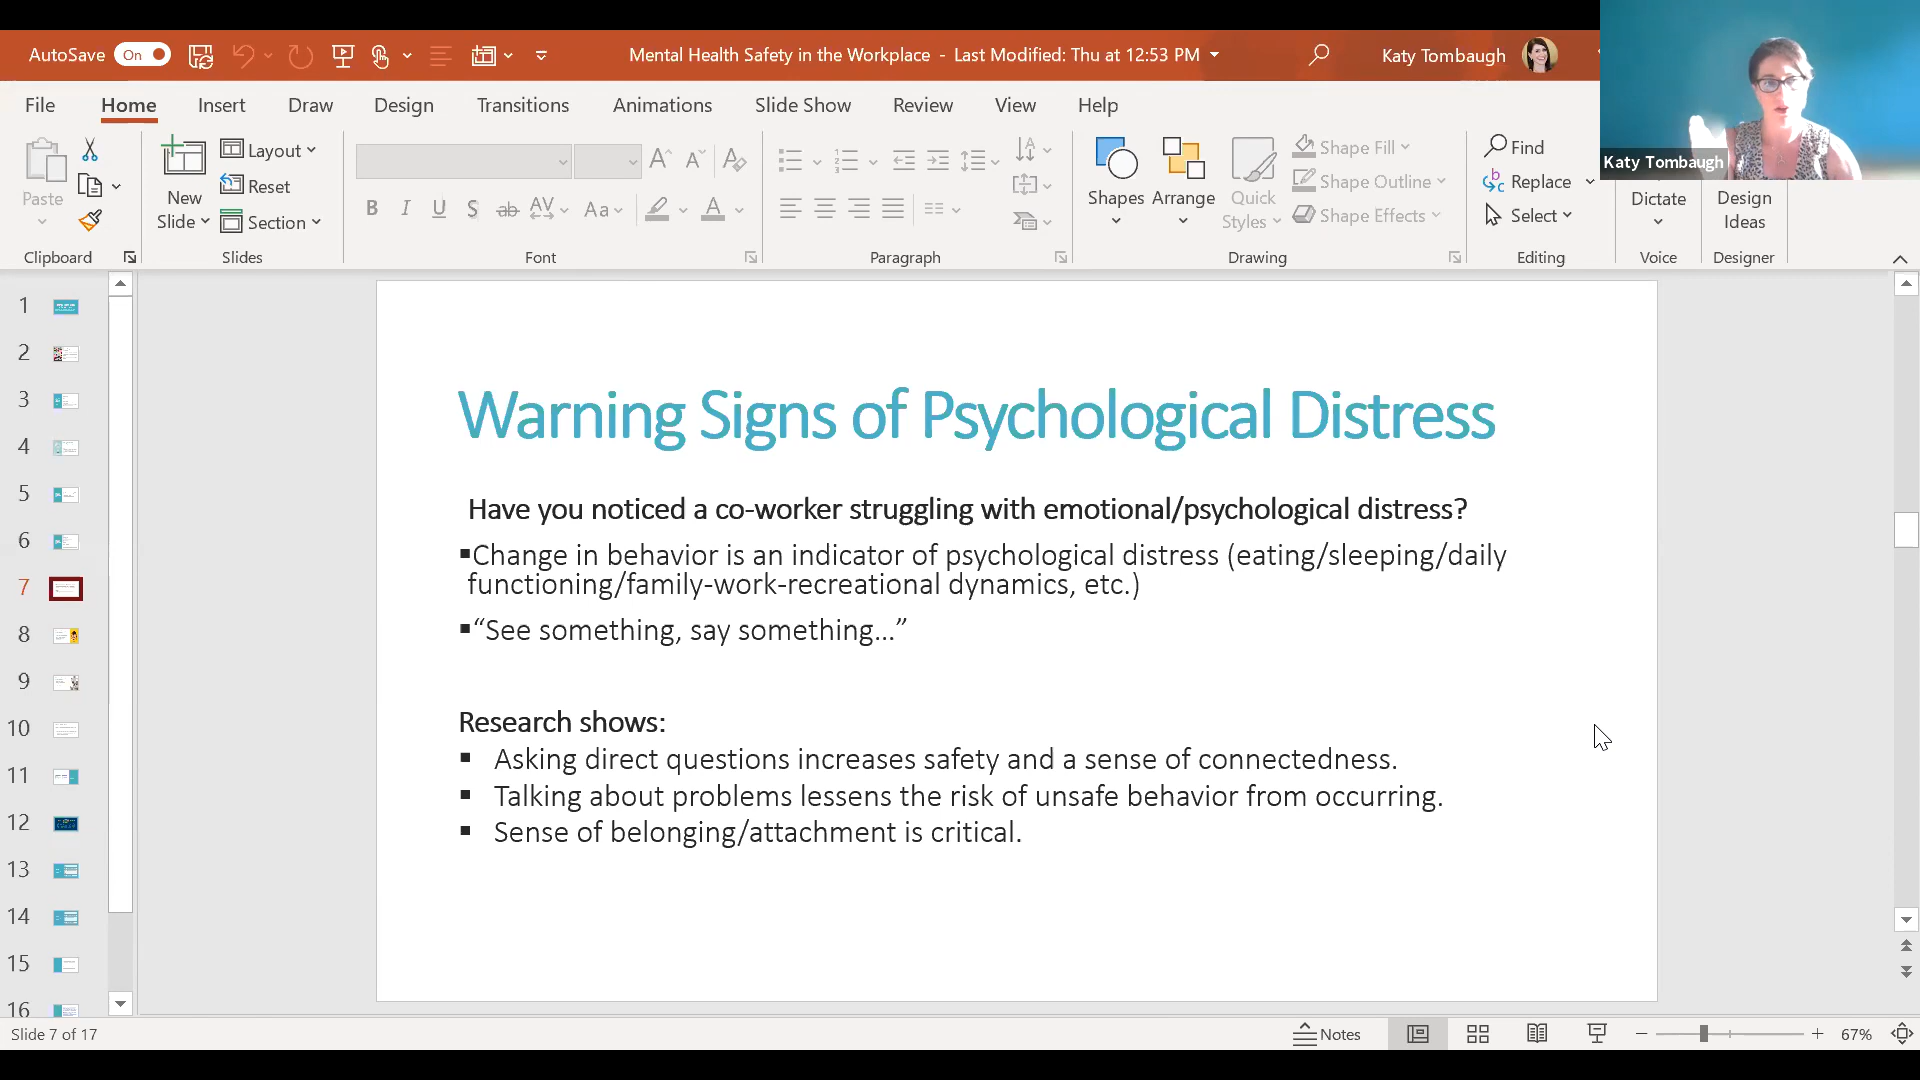 AutoSave On Mental Health Safety in the Workplace - Last Modified: Thu at 12:53 PM Katy Tombaugh
Katy Tombaugh
File Home Insert Draw Design Transitions Animations Slide Show Review View Help
Paste
New
Slide
Layout
Reset
Section
B I U S ab AV Aa A
Shapes
Arrange
Quick
Styles
Shape Fill
Shape Outline
Shape Effects
Find
Replace
Select
Dictate
Design
Ideas
Clipboard Slides Font Paragraph Drawing Editing Voice Designer
1
2
3
4
5
6
7
8
9
10
11
12
13
14
15
16
Warning Signs of Psychological Distress
Have you noticed a co-worker struggling with emotional/psychological distress?
▪Change in behavior is an indicator of psychological distress (eating/sleeping/daily
functioning/family-work-recreational dynamics, etc.)
▪“See something, say something...”
Research shows:
▪ Asking direct questions increases safety and a sense of connectedness.
▪ Talking about problems lessens the risk of unsafe behavior from occurring.
▪ Sense of belonging/attachment is critical.
Slide 7 of 17 Notes 67%